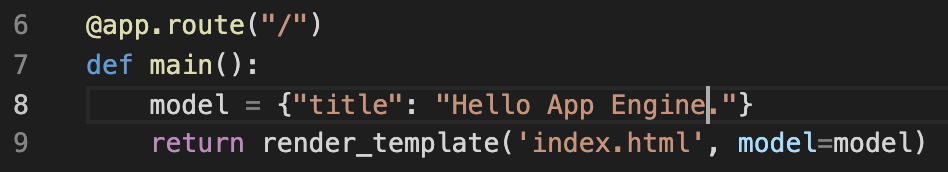 6 @app.route("/")
7 def main():
8 model = {"title": "Hello App Engine."}
9 return render_template('index.html', model=model)